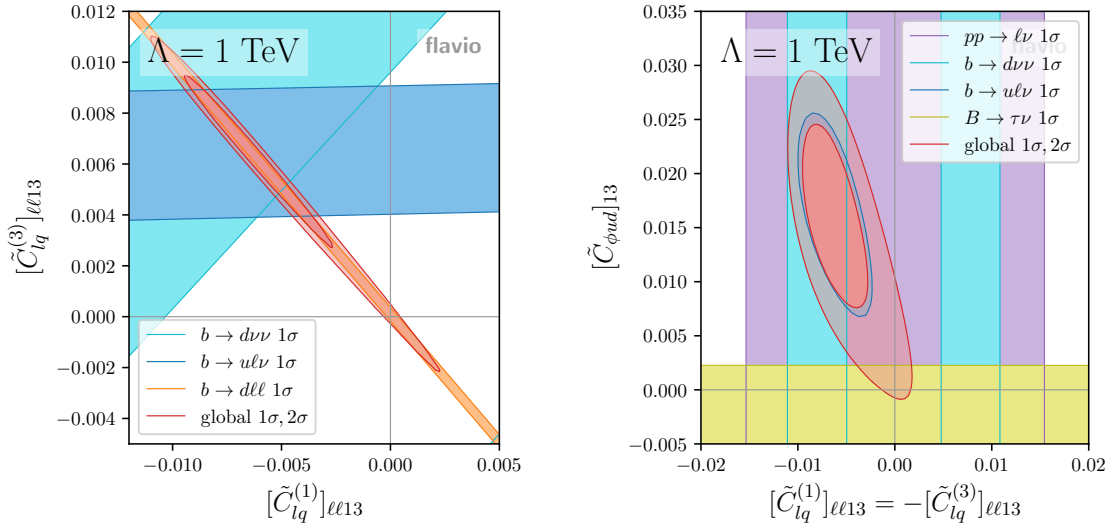 0.012
0.010
0.008
0.006
0.004
0.002
0.000
−0.002
−0.004
[C̃_{lq}^{(3)}]_{ℓℓ13}
Λ = 1 TeV
flavio
b → dνν 1σ
b → uℓν 1σ
b → dℓℓ 1σ
global 1σ, 2σ
−0.010
−0.005
0.000
0.005
[C̃_{lq}^{(1)}]_{ℓℓ13}
0.035
0.030
0.025
0.020
0.015
0.010
0.005
0.000
−0.005
[C̃_{ϕud}]_{13}
Λ = 1 TeV
flavio
pp → ℓν 1σ
b → dνν 1σ
b → uℓν 1σ
B → τν 1σ
global 1σ, 2σ
−0.02
−0.01
0.00
0.01
0.02
[C̃_{lq}^{(1)}]_{ℓℓ13} = −[C̃_{lq}^{(3)}]_{ℓℓ13}